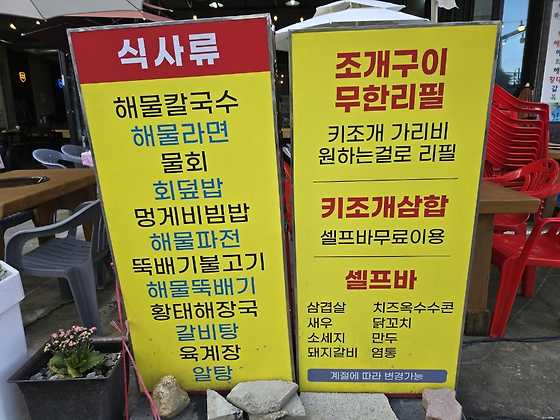 식사류
해물칼국수
해물라면
물회
회덮밥
멍게비빔밥
해물파전
뚝배기불고기
해물뚝배기
황태해장국
갈비탕
육계장
알탕
조개구이
무한리필
키조개 가리비
원하는걸로 리필
키조개삼합
셀프바무료이용
셀프바
삼겹살 치즈옥수수콘
새우 닭꼬치
소세지 만두
돼지갈비 염통
계절에 따라 변경가능